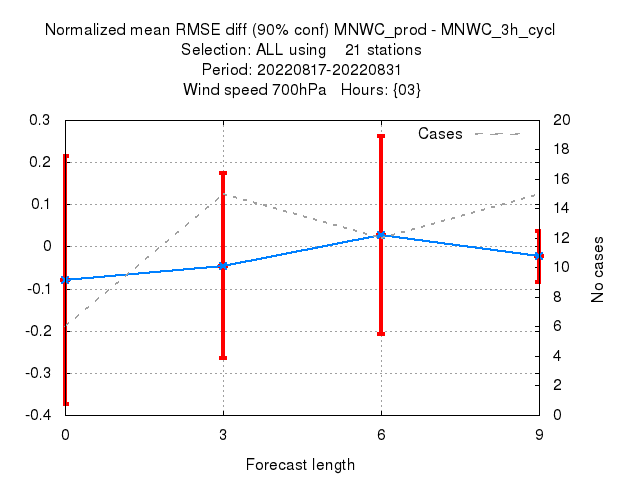 Normalized mean RMSE diff (90% conf) MNWC_prod - MNWC_3h_cycl
Selection: ALL using 21 stations
Period: 20220817-20220831
Wind speed 700hPa Hours: {03}
Cases
0.3
0.2
0.1
0
-0.1
-0.2
-0.3
-0.4
20
18
16
14
12
10
8
6
4
2
0
No cases
0 3 6 9
Forecast length